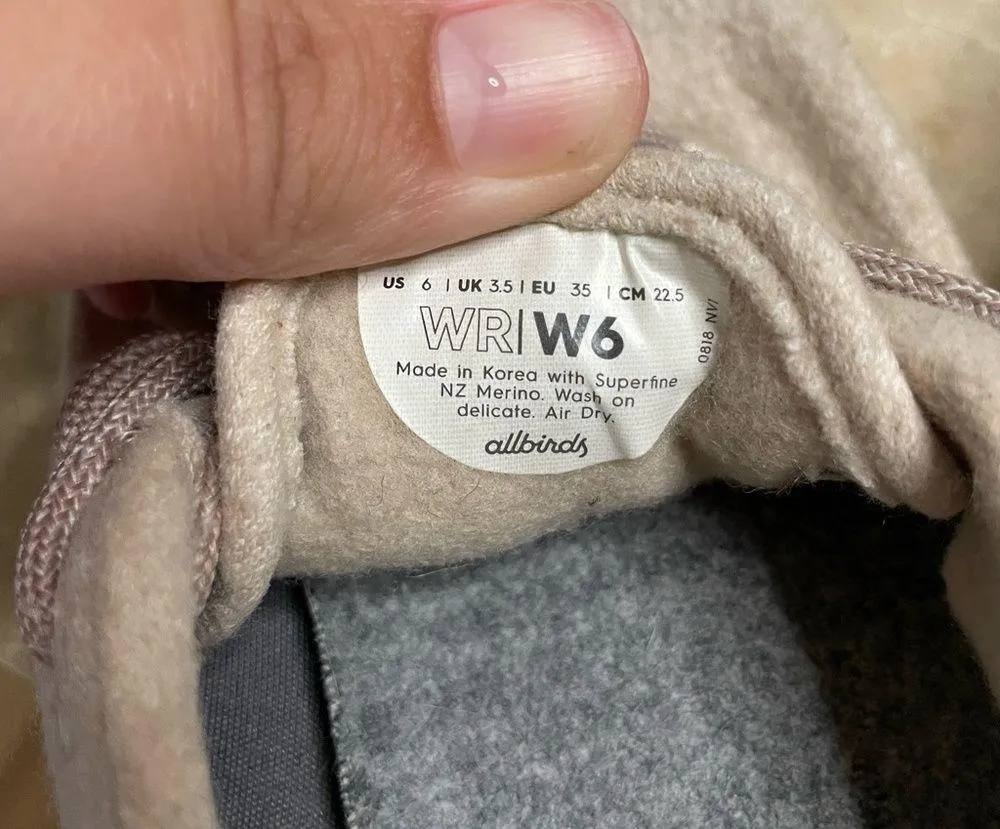 US 6 | UK 3.5 | EU 35 | CM 22.5
WR|W6
Made in Korea with Superfine
NZ Merino. Wash on
delicate. Air Dry.
allbirds
0818 NVI